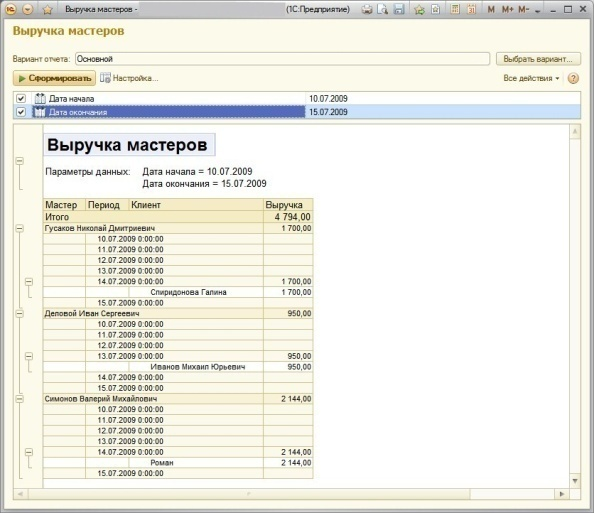 Выручка мастеров - (1С:Предприятие) M M+ M-
Выручка мастеров
Вариант отчета: Основной Выбрать вариант...
Сформировать Настройка... Все действия ?
Дата начала 10.07.2009
Дата окончания 15.07.2009
Выручка мастеров
Параметры данных: Дата начала = 10.07.2009
Дата окончания = 15.07.2009
Мастер Период Клиент Выручка
Итого 4 794,00
Гусаков Николай Дмитриевич 1 700,00
10.07.2009 0:00:00
11.07.2009 0:00:00
12.07.2009 0:00:00
13.07.2009 0:00:00
14.07.2009 0:00:00 1 700,00
Спиридонова Галина 1 700,00
15.07.2009 0:00:00
Деловой Иван Сергеевич 950,00
10.07.2009 0:00:00
11.07.2009 0:00:00
12.07.2009 0:00:00
13.07.2009 0:00:00 950,00
Иванов Михаил Юрьевич 950,00
14.07.2009 0:00:00
15.07.2009 0:00:00
Симонов Валерий Михайлович 2 144,00
10.07.2009 0:00:00
11.07.2009 0:00:00
12.07.2009 0:00:00
13.07.2009 0:00:00
14.07.2009 0:00:00 2 144,00
Роман 2 144,00
15.07.2009 0:00:00